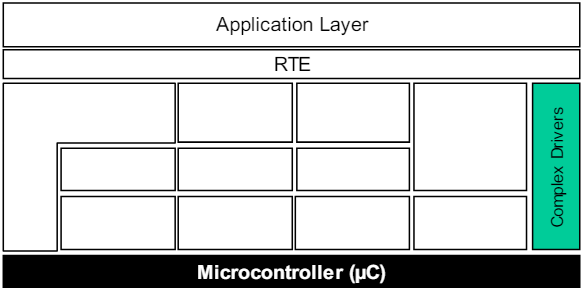 Application Layer
RTE
Complex Drivers
Microcontroller (µC)